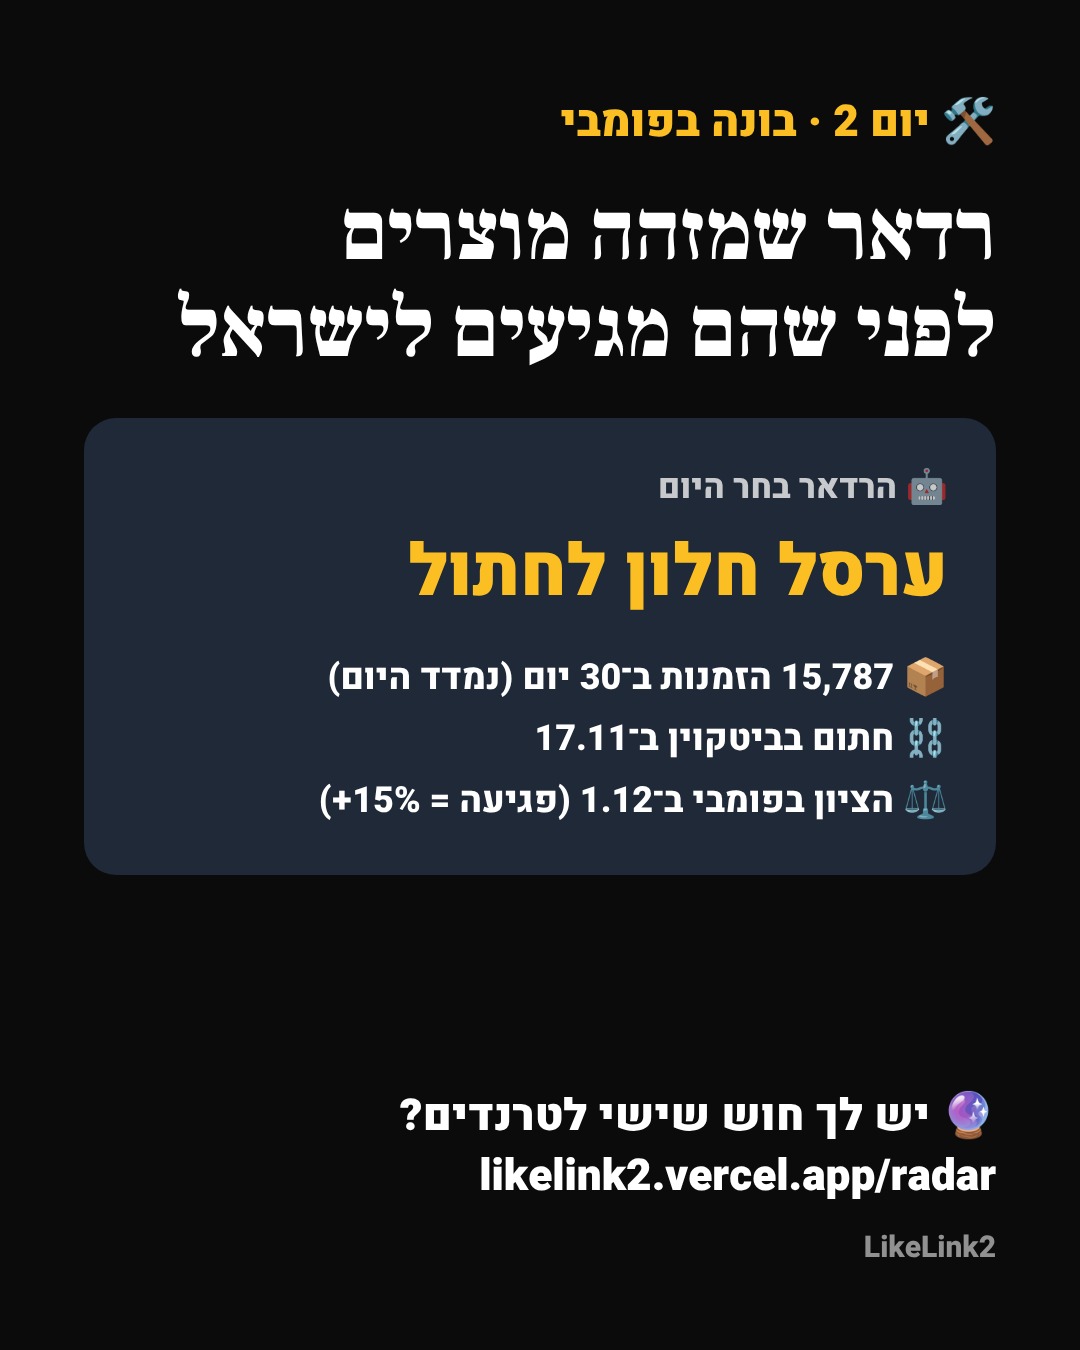 🛠️ יום 2 · בונה בפומבי
רדאר שמזהה מוצרים
לפני שהם מגיעים לישראל
🤖 הרדאר בחר היום
ערסל חלון לחתול
📦 15,787 הזמנות ב־30 יום (נמדד היום)
⛓️ חתום בביטקוין ב־17.11
⚖️ הציון בפומבי ב־1.12 (פגיעה = 15%+)
🔮 יש לך חוש שישי לטרנדים?
likelink2.vercel.app/radar
LikeLink2